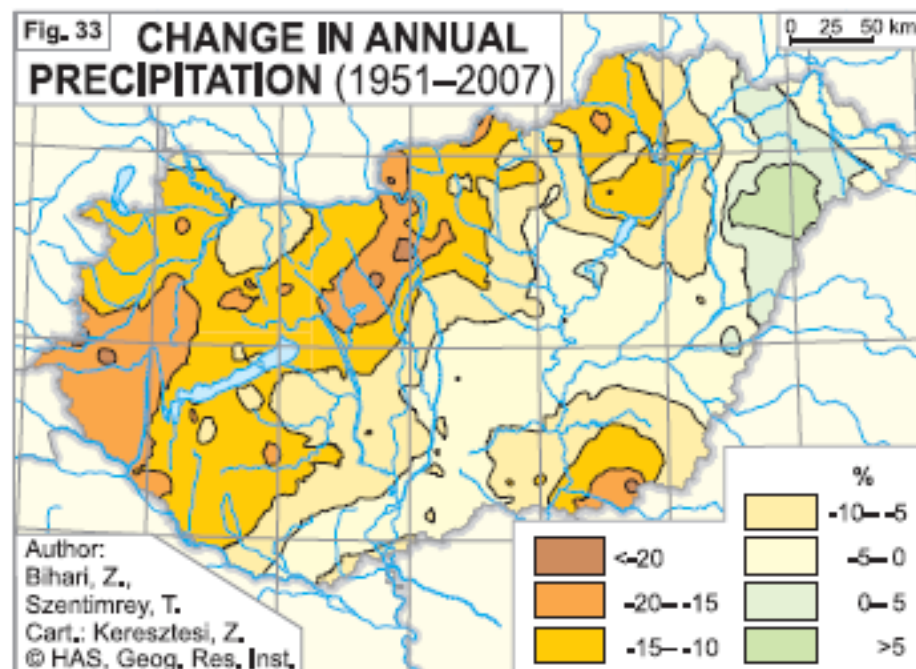 Fig. 33
CHANGE IN ANNUAL
PRECIPITATION (1951–2007)
0 25 50 km
%
-10– -5
-5– 0
0– 5
>5
<-20
-20– -15
-15– -10
Author:
Bihari, Z.,
Szentimrey, T.
Cart.: Keresztesi, Z.
© HAS, Geog. Res. Inst.